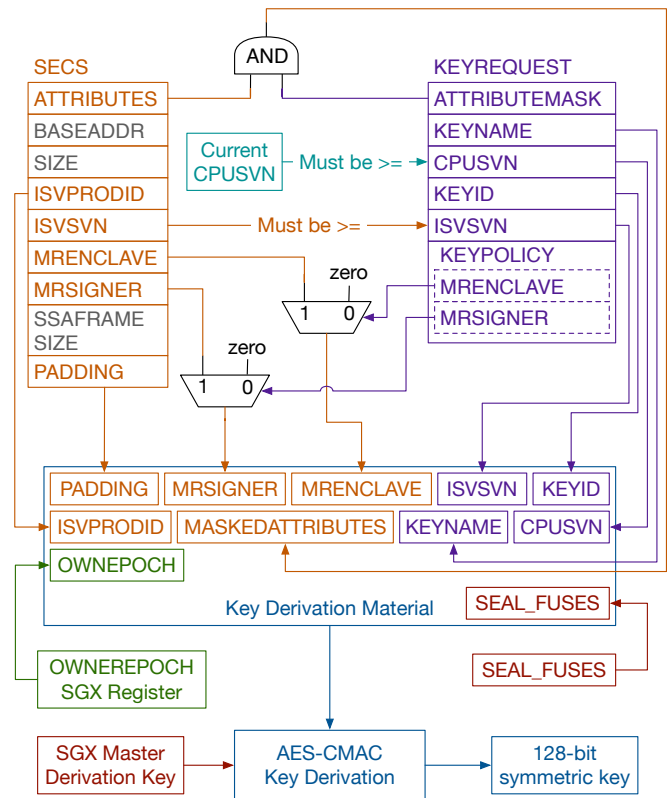 AND
SECS
KEYREQUEST
ATTRIBUTES
ATTRIBUTEMASK
BASEADDR
KEYNAME
Current
CPUSVN
Must be >=
SIZE
CPUSVN
ISVPRODID
KEYID
ISVSVN
Must be >=
ISVSVN
MRENCLAVE
KEYPOLICY
zero
MRENCLAVE
MRSIGNER
1 0
MRSIGNER
SSAFRAME
SIZE
zero
PADDING
1 0
PADDING MRSIGNER MRENCLAVE ISVSVN KEYID
ISVPRODID MASKEDATTRIBUTES KEYNAME CPUSVN
OWNEPOCH
SEAL_FUSES
Key Derivation Material
OWNEREPOCH
SGX Register
SEAL_FUSES
SGX Master
Derivation Key
AES-CMAC
Key Derivation
128-bit
symmetric key